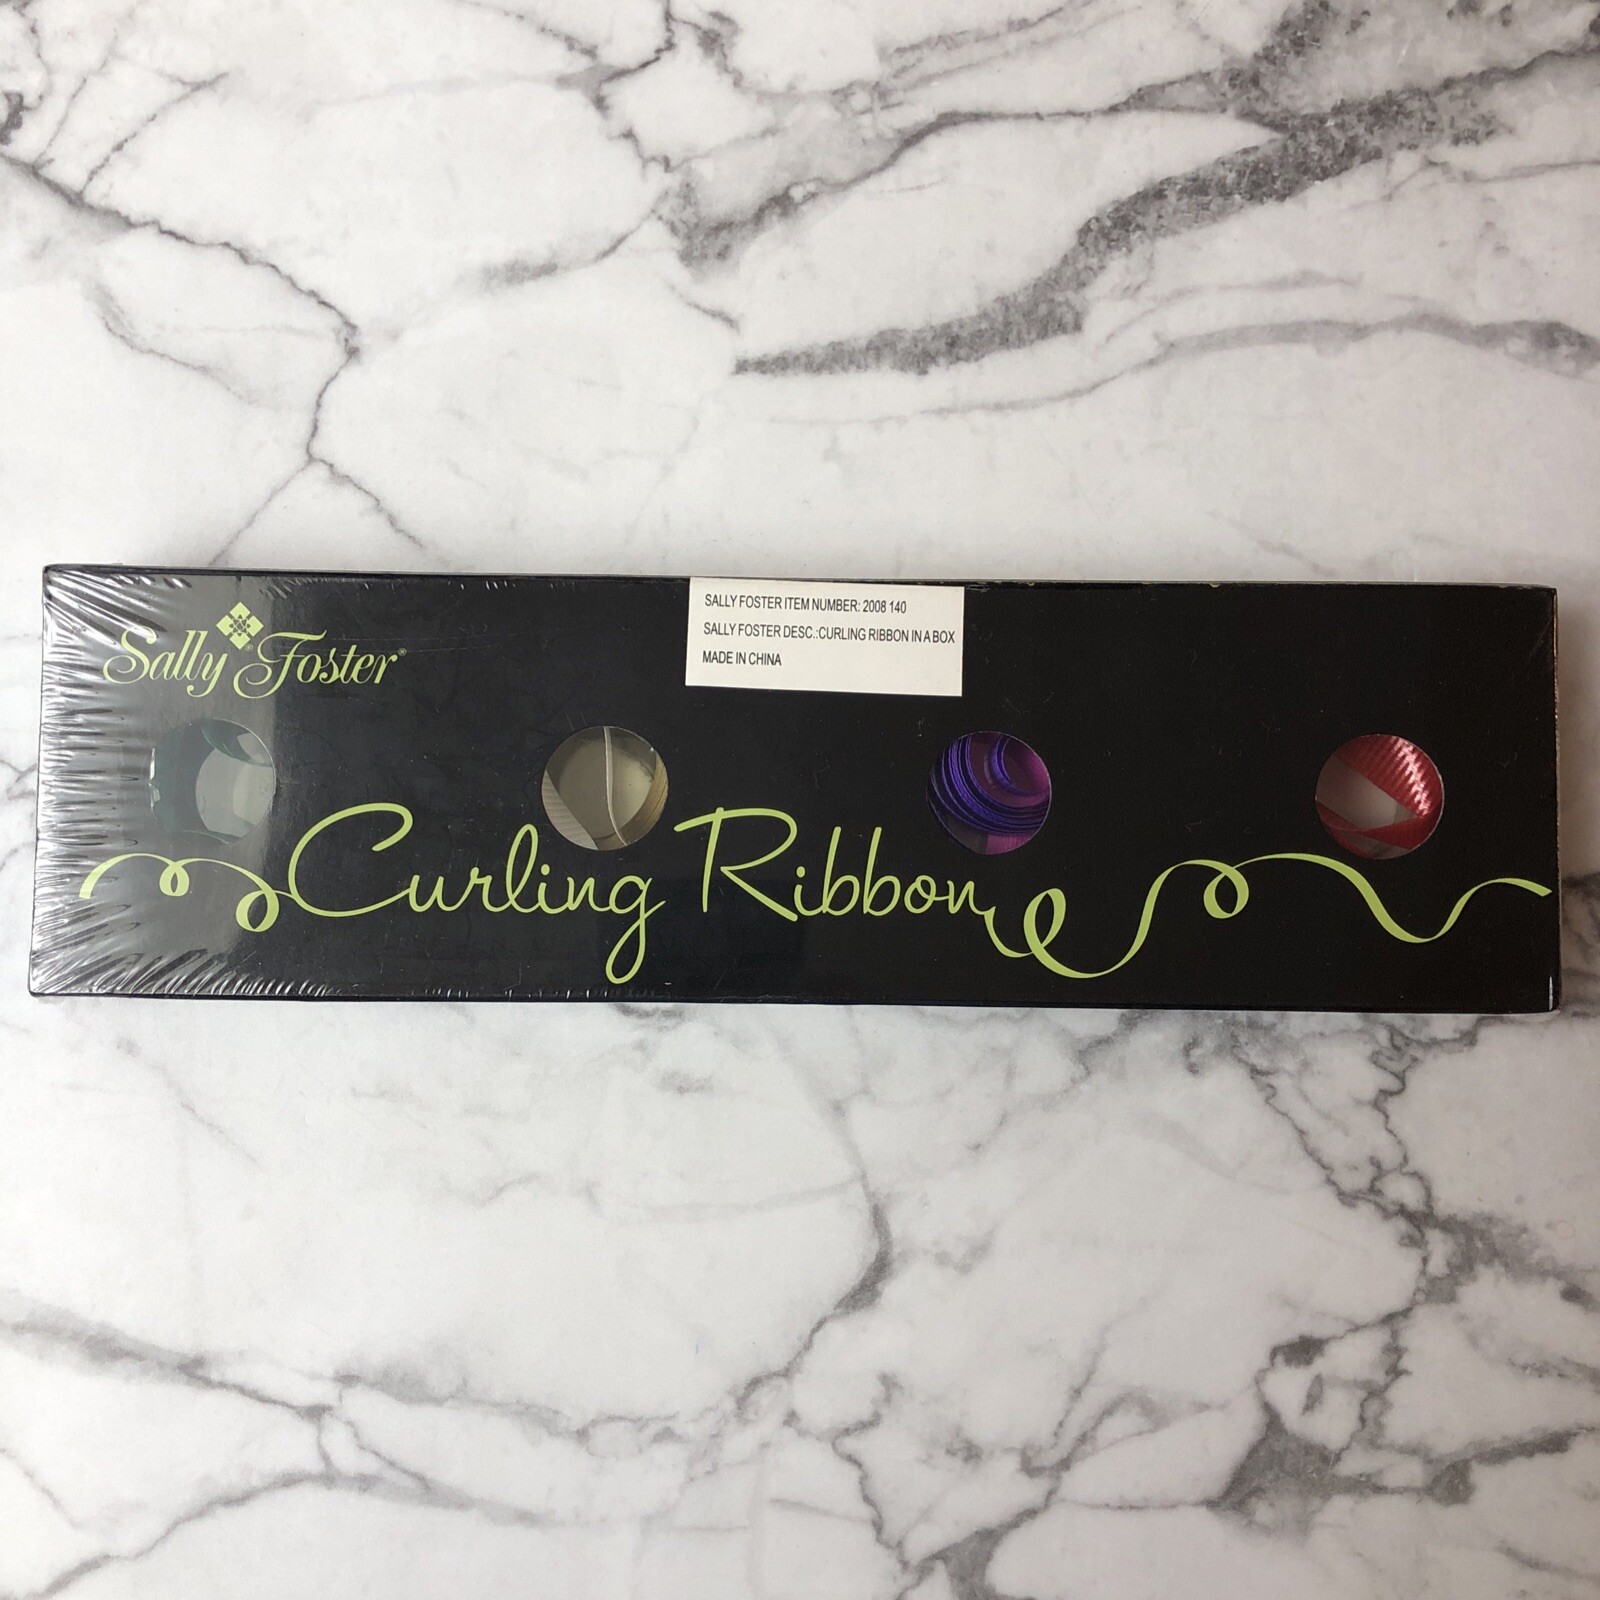 Sally Foster®
SALLY FOSTER ITEM NUMBER: 2008 140
SALLY FOSTER DESC.:CURLING RIBBON IN A BOX
MADE IN CHINA
Curling Ribbon